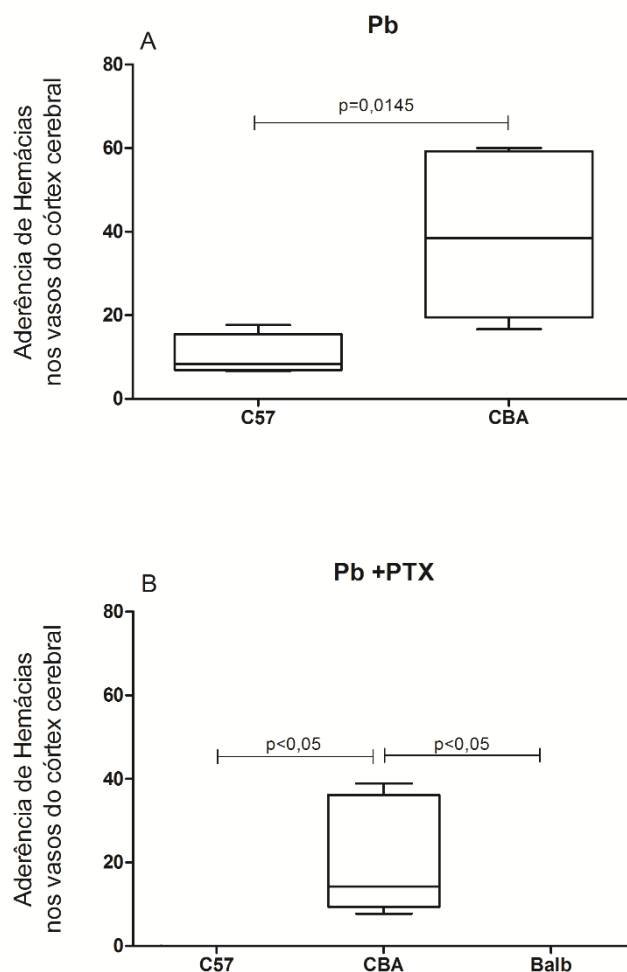 A
Pb
Aderência de Hemácias
nos vasos do córtex cerebral
80
60
40
20
0
p=0,0145
C57
CBA
B
Pb +PTX
Aderência de Hemácias
nos vasos do córtex cerebral
80
60
40
20
0
p<0,05
p<0,05
C57
CBA
Balb